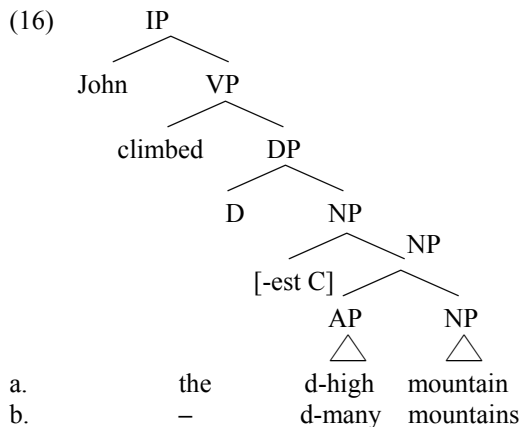 (16) IP
John VP
climbed DP
D NP
[-est C] NP
AP NP
a. the d-high mountain
b. – d-many mountains